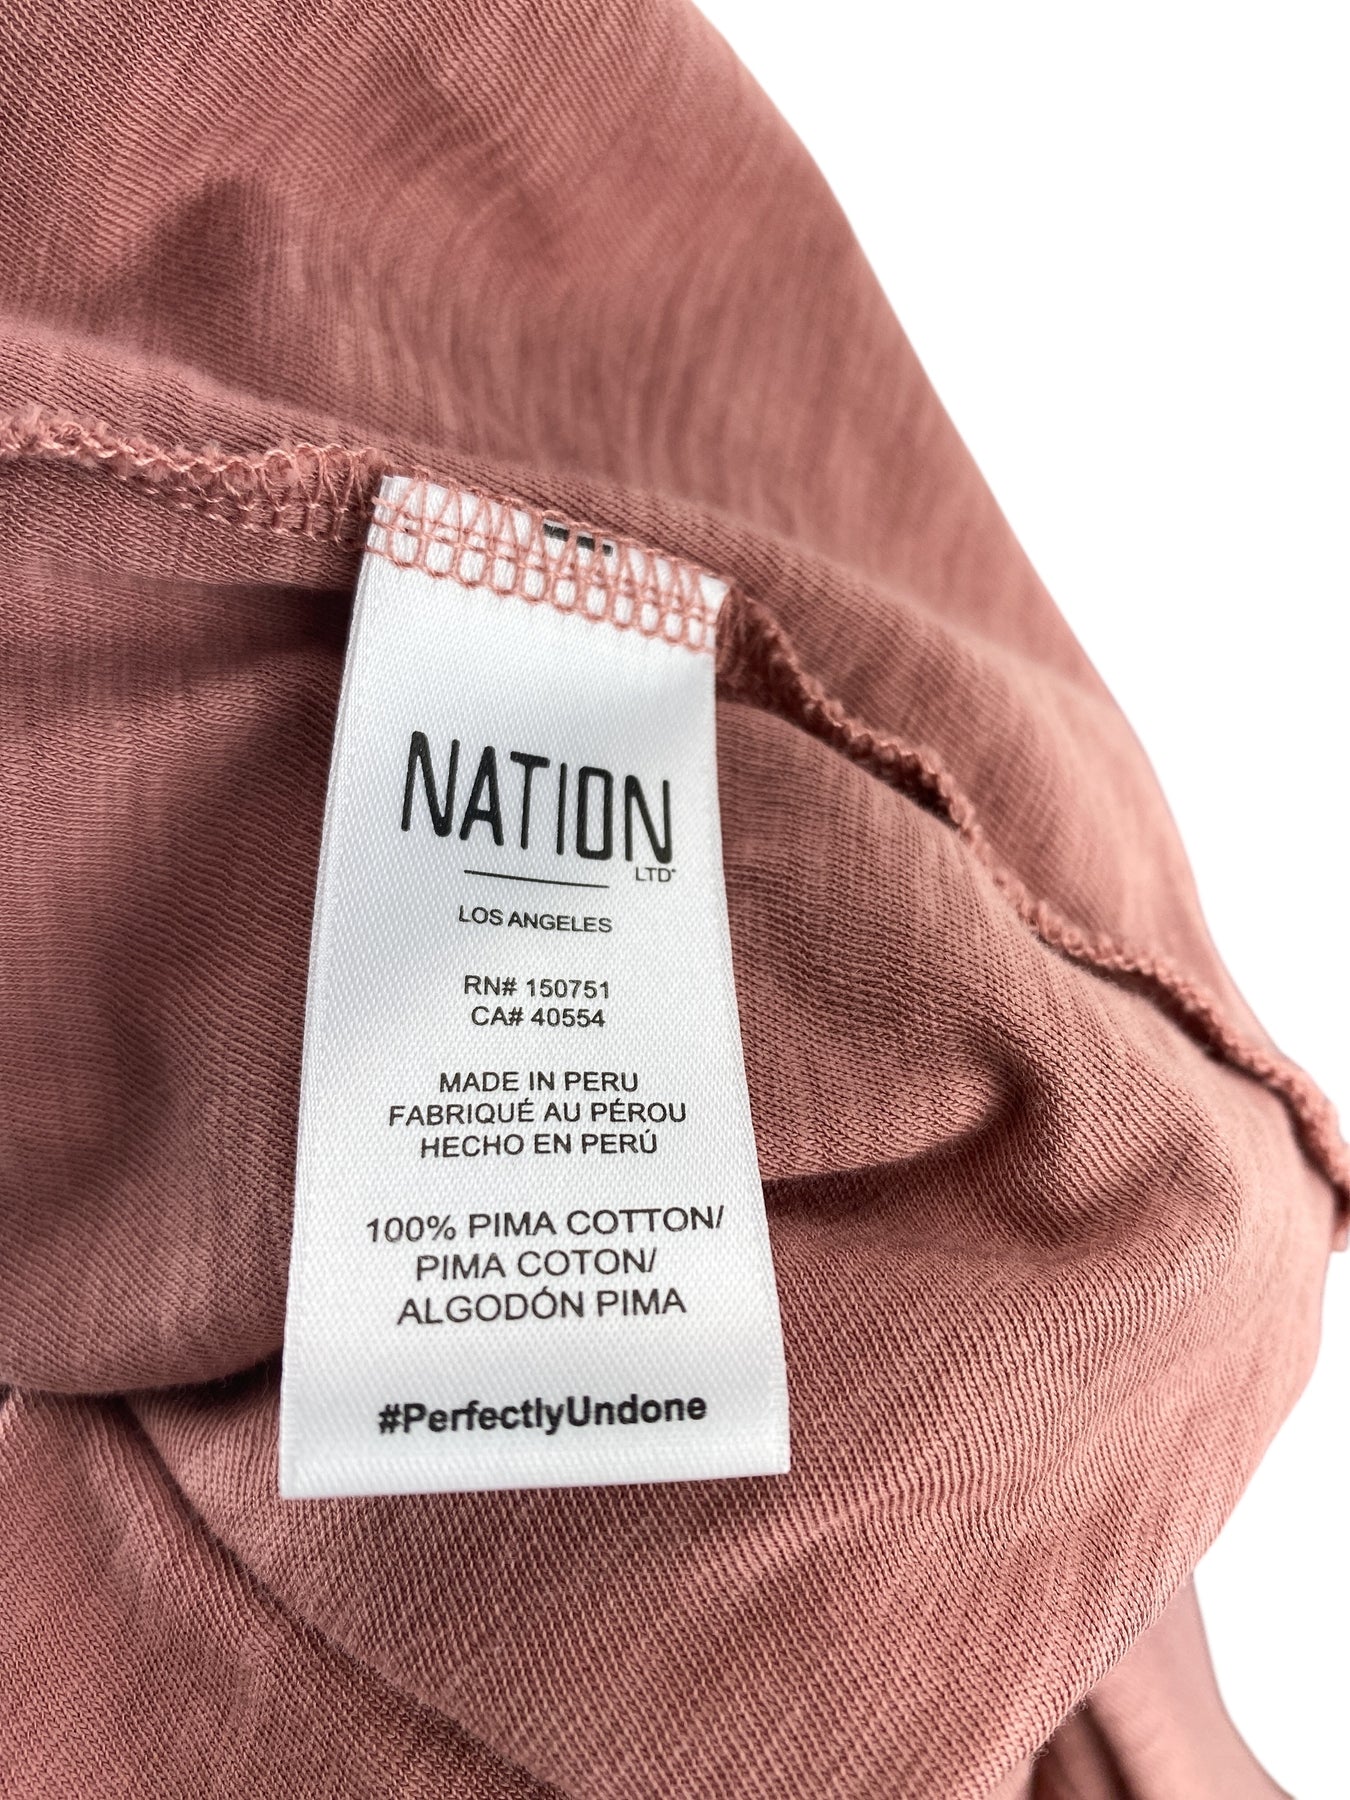 NATION
LTD
LOS ANGELES
RN# 150751
CA# 40554
MADE IN PERU
FABRIQUÉ AU PÉROU
HECHO EN PERÚ
100% PIMA COTTON/
PIMA COTON/
ALGODÓN PIMA
#PerfectlyUndone